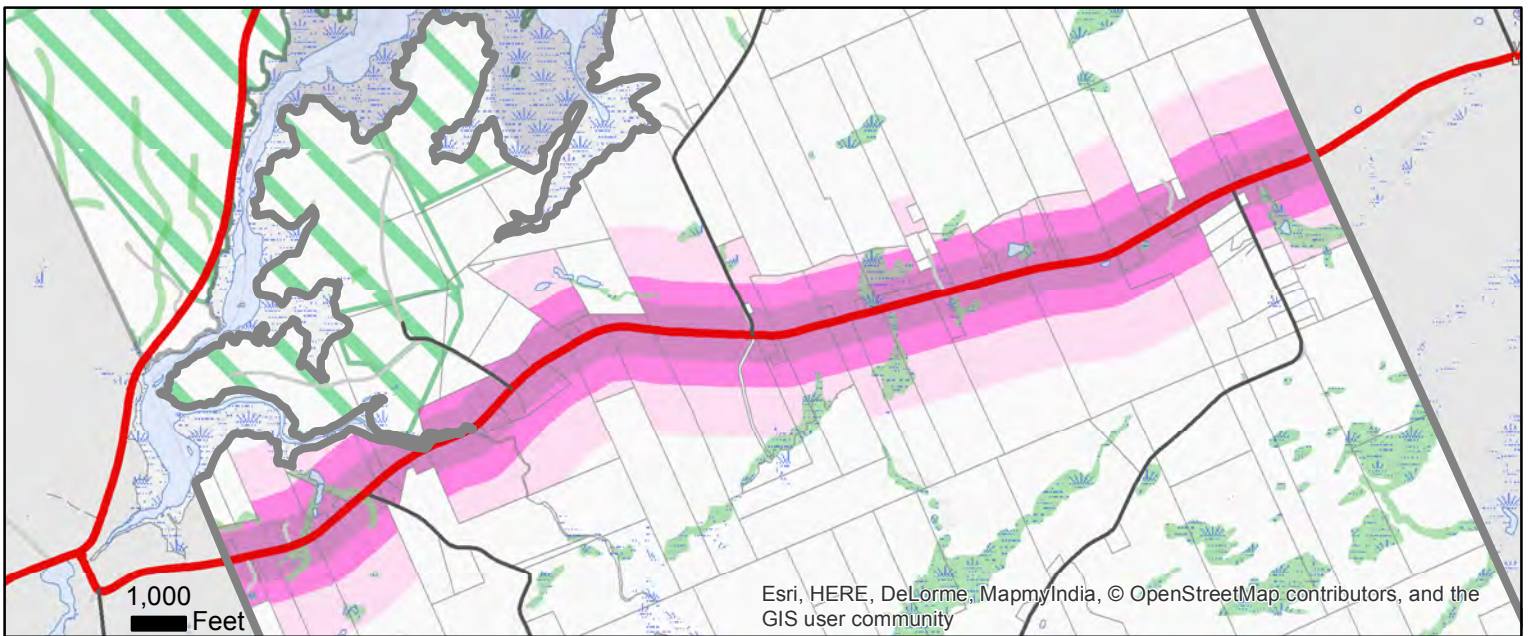 1,000
Feet
Esri, HERE, DeLorme, MapmyIndia, © OpenStreetMap contributors, and the
GIS user community